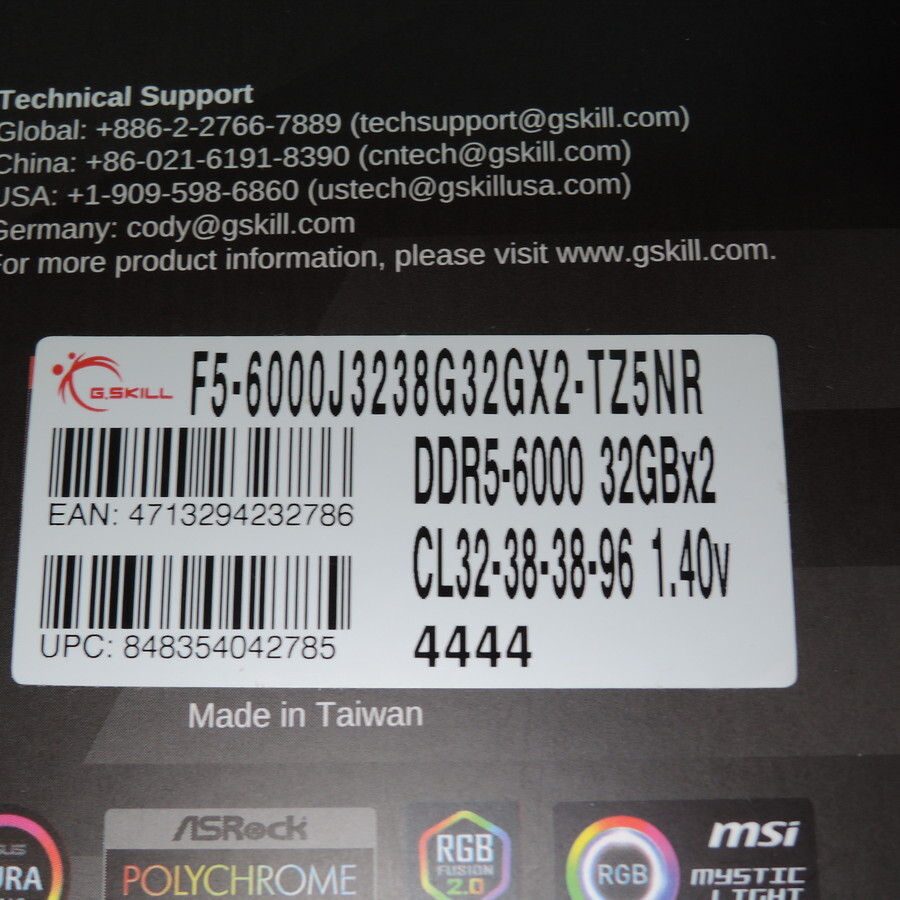 Technical Support
Global: +886-2-2766-7889 (techsupport@gskill.com)
China: +86-021-6191-8390 (cntech@gskill.com)
USA: +1-909-598-6860 (ustech@gskillusa.com)
Germany: cody@gskill.com
For more product information, please visit www.gskill.com.
G.SKILL
F5-6000J3238G32GX2-TZ5NR
DDR5-6000 32GBx2
EAN: 4713294232786
CL32-38-38-96 1.40v
UPC: 848354042785
4444
Made in Taiwan
ASRock
POLYCHROME
RGB
FUSION
2.0
RGB
msi
MYSTIC
LIGHT